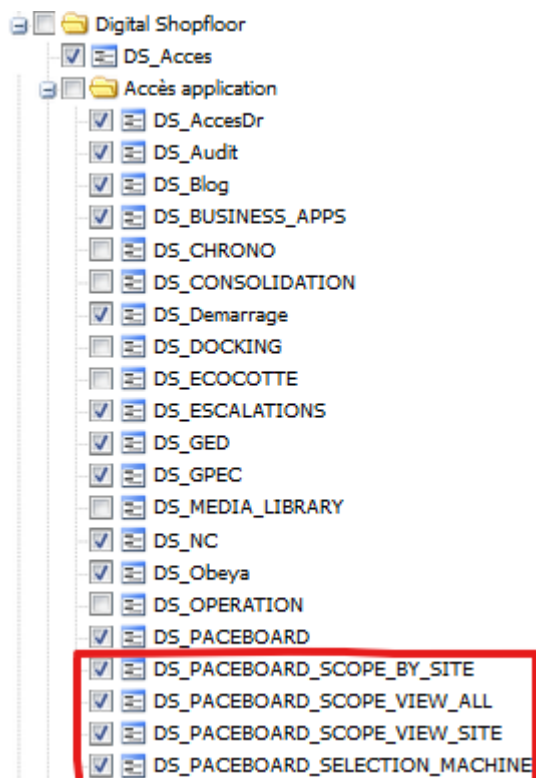 Digital Shopfloor
DS_Acces
Accès application
DS_AccesDr
DS_Audit
DS_Blog
DS_BUSINESS_APPS
DS_CHRONO
DS_CONSOLIDATION
DS_Demarrage
DS_DOCKING
DS_ECOCOTTE
DS_ESCALATIONS
DS_GED
DS_GPEC
DS_MEDIA_LIBRARY
DS_NC
DS_Obeya
DS_OPERATION
DS_PACEBOARD
DS_PACEBOARD_SCOPE_BY_SITE
DS_PACEBOARD_SCOPE_VIEW_ALL
DS_PACEBOARD_SCOPE_VIEW_SITE
DS_PACEBOARD_SELECTION_MACHINE